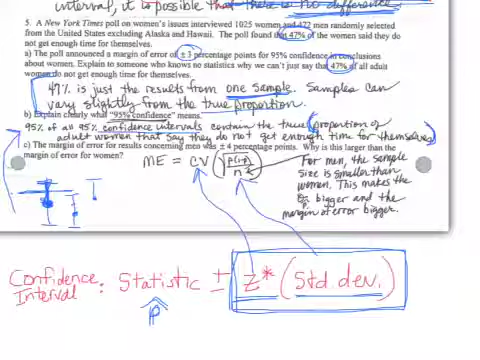 interval, it is possible that there is no difference
5. A New York Times poll on women's issues interviewed 1025 women and 472 men randomly selected
from the United States excluding Alaska and Hawaii. The poll found that 47% of the women said they do
not get enough time for themselves.
a) The poll announced a margin of error of ± 3 percentage points for 95% confidence in conclusions
about women. Explain to someone who knows no statistics why we can't just say that 47% of all adult
women do not get enough time for themselves.
47% is just the results from one sample. Samples can
vary slightly from the true proportion.
b) Explain clearly what "95% confidence" means.
95% of all 95% confidence intervals contain the true (proportion of
adult women that say they do not get enough time for themselves)
c) The margin of error for results concerning men was ± 4 percentage points. Why is this larger than the
margin of error for women?
ME = CV √ p(1-p) / n
For men, the sample
size is smaller than
women. This makes the
bigger and the
margin of error bigger.
Confidence Interval : Statistic ± z* (Std. dev.)
p